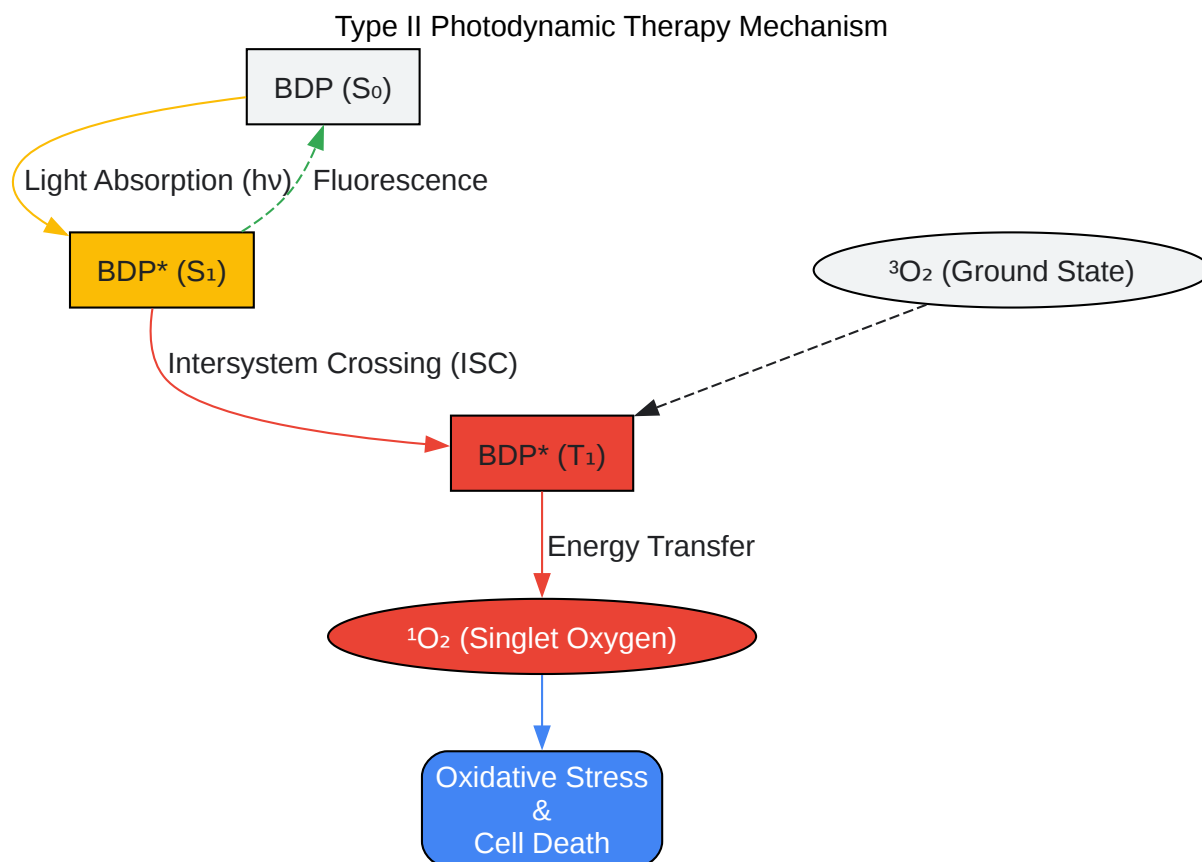 Type II Photodynamic Therapy Mechanism
BDP (S₀)
Light Absorption (hν)
Fluorescence
BDP* (S₁)
³O₂ (Ground State)
Intersystem Crossing (ISC)
BDP* (T₁)
Energy Transfer
¹O₂ (Singlet Oxygen)
Oxidative Stress
&
Cell Death